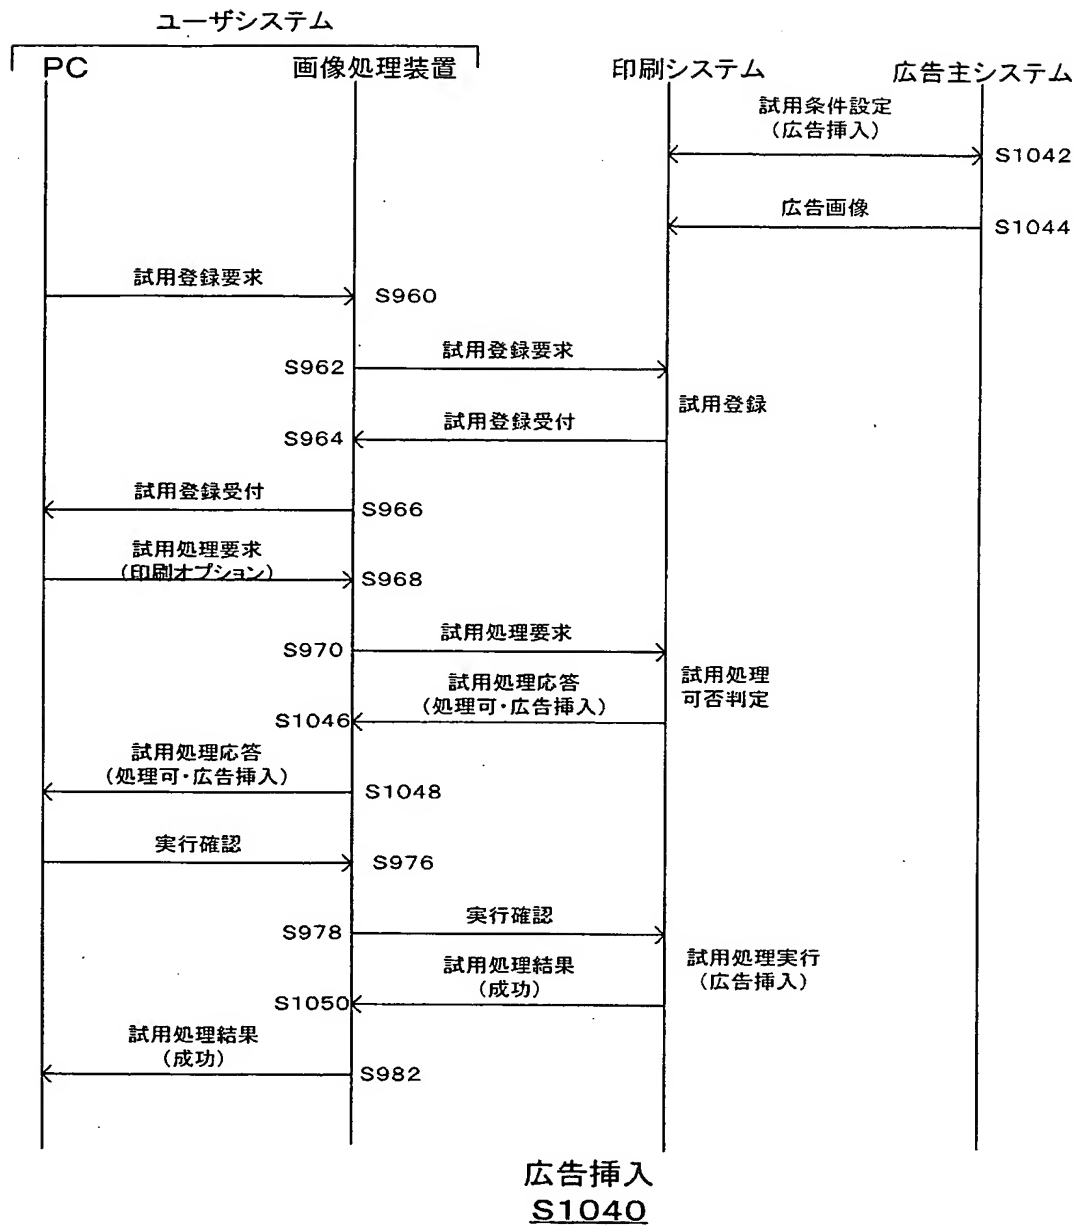 ユーザシステム
PC
画像処理装置
印刷システム
広告主システム
試用条件設定
(広告挿入)
S1042
広告画像
S1044
試用登録要求
S960
試用登録要求
S962
試用登録
試用登録受付
S964
試用登録受付
S966
試用処理要求
(印刷オプション)
S968
試用処理要求
S970
試用処理
可否判定
試用処理応答
(処理可・広告挿入)
S1046
試用処理応答
(処理可・広告挿入)
S1048
実行確認
S976
実行確認
S978
試用処理実行
(広告挿入)
試用処理結果
(成功)
S1050
試用処理結果
(成功)
S982
広告挿入
S1040